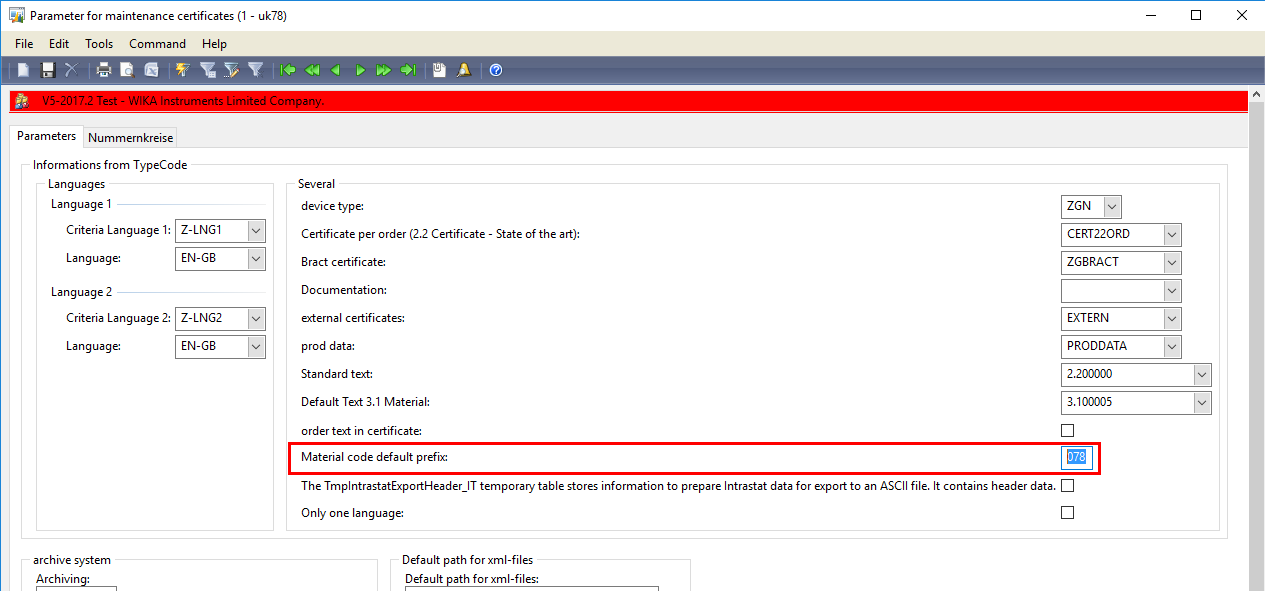 Parameter for maintenance certificates (1 - uk78)
File Edit Tools Command Help
V5-2017.2 Test - WIKA Instruments Limited Company.
Parameters Nummernkreise
Informations from TypeCode
Languages
Language 1
Criteria Language 1: Z-LNG1
Language: EN-GB
Language 2
Criteria Language 2: Z-LNG2
Language: EN-GB
Several
device type: ZGN
Certificate per order (2.2 Certificate - State of the art): CERT22ORD
Bract certificate: ZGBRACT
Documentation:
external certificates: EXTERN
prod data: PRODDATA
Standard text: 2.200000
Default Text 3.1 Material: 3.100005
order text in certificate:
Material code default prefix: 078
The TmpIntrastatExportHeader_IT temporary table stores information to prepare Intrastat data for export to an ASCII file. It contains header data.
Only one language:
archive system
Archiving:
Default path for xml-files
Default path for xml-files: